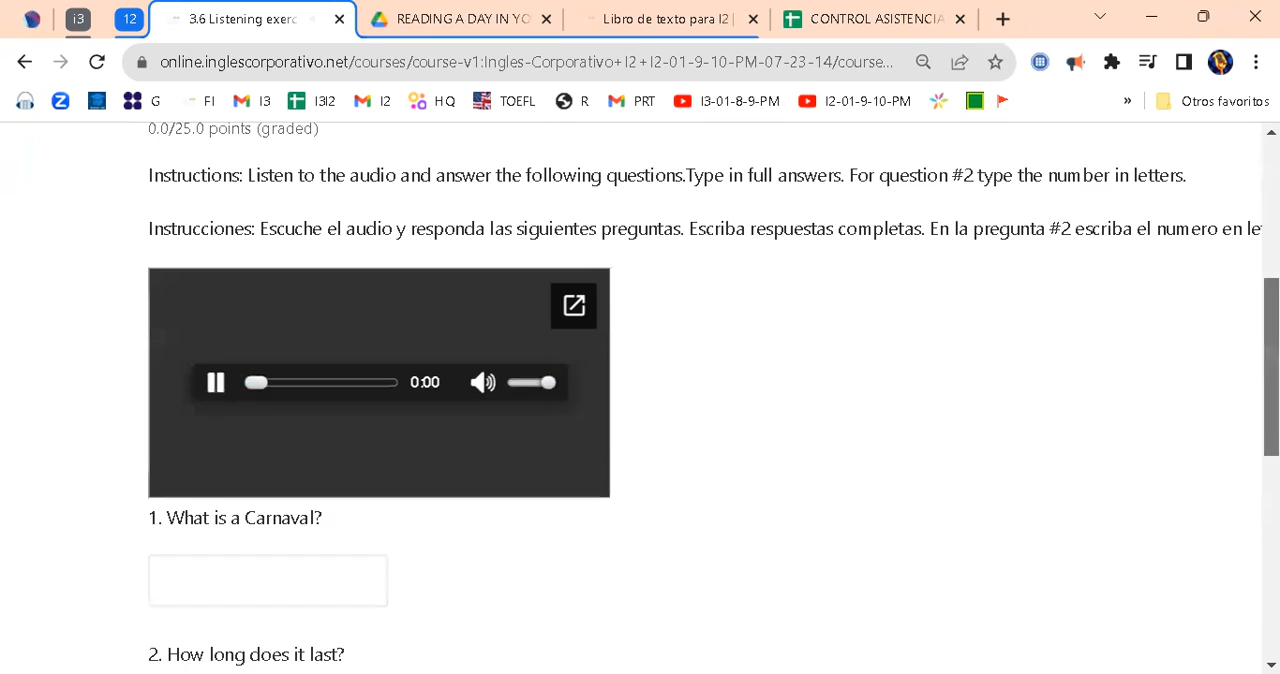 i3
12
3.6 Listening exerc
READING A DAY IN YO
Libro de texto para I2 |
CONTROL ASISTENCIA
online.inglescorporativo.net/courses/course-v1:Ingles-Corporativo+I2+I2-01-9-10-PM-07-23-14/course...
G
FI
I3
I3I2
I2
HQ
TOEFL
R
PRT
I3-01-8-9-PM
I2-01-9-10-PM
»
Otros favoritos
0.0/25.0 points (graded)
Instructions: Listen to the audio and answer the following questions.Type in full answers. For question #2 type the number in letters.
Instrucciones: Escuche el audio y responda las siguientes preguntas. Escriba respuestas completas. En la pregunta #2 escriba el numero en le
0:00
1. What is a Carnaval?
2. How long does it last?